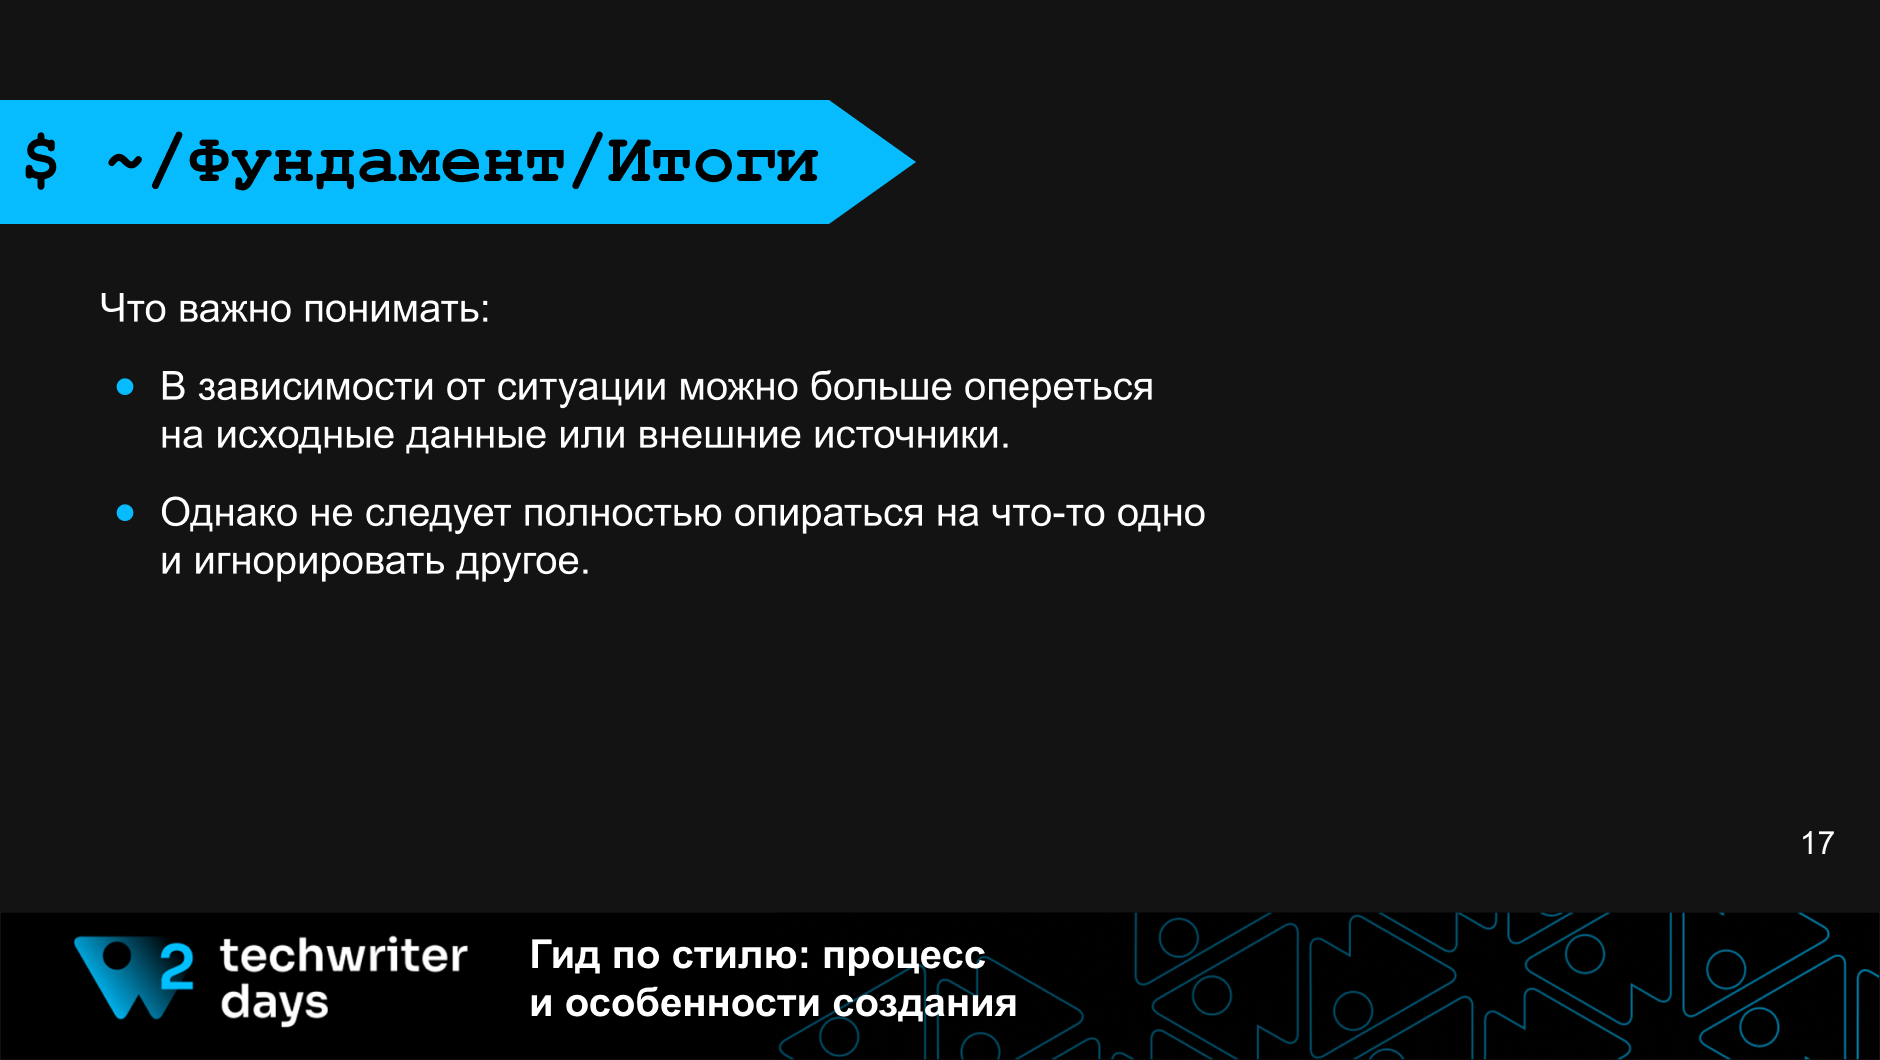 $ ~/Фундамент/Итоги
Что важно понимать:
● В зависимости от ситуации можно больше опереться
на исходные данные или внешние источники.
● Однако не следует полностью опираться на что-то одно
и игнорировать другое.
17
2 techwriter
days
Гид по стилю: процесс
и особенности создания